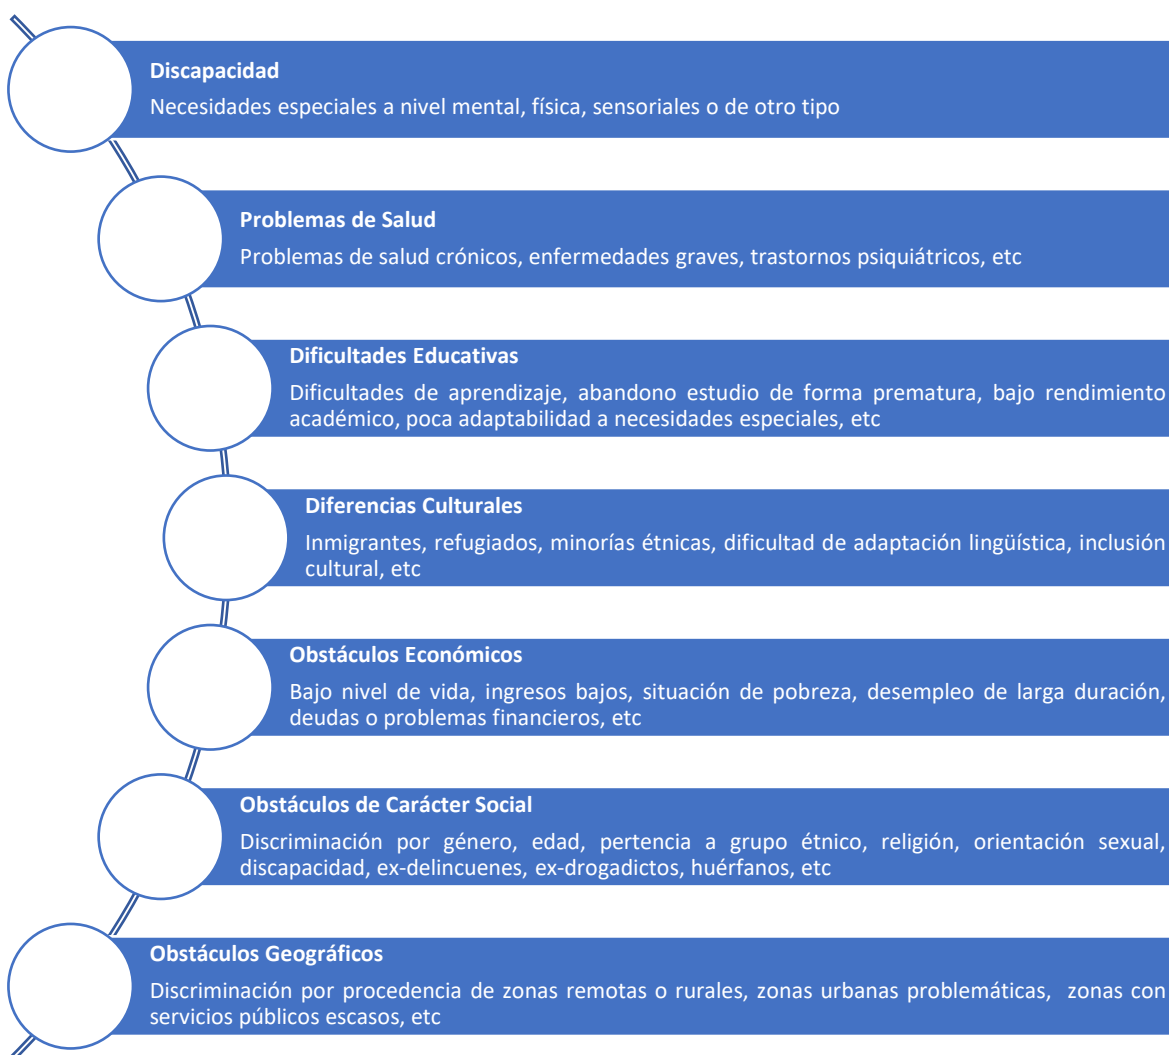 Discapacidad
Necesidades especiales a nivel mental, física, sensoriales o de otro tipo
Problemas de Salud
Problemas de salud crónicos, enfermedades graves, trastornos psiquiátricos, etc
Dificultades Educativas
Dificultades de aprendizaje, abandono estudio de forma prematura, bajo rendimiento
académico, poca adaptabilidad a necesidades especiales, etc
Diferencias Culturales
Inmigrantes, refugiados, minorías étnicas, dificultad de adaptación lingüística, inclusión
cultural, etc
Obstáculos Económicos
Bajo nivel de vida, ingresos bajos, situación de pobreza, desempleo de larga duración,
deudas o problemas financieros, etc
Obstáculos de Carácter Social
Discriminación por género, edad, pertencia a grupo étnico, religión, orientación sexual,
discapacidad, ex-delincuenes, ex-drogadictos, huérfanos, etc
Obstáculos Geográficos
Discriminación por procedencia de zonas remotas o rurales, zonas urbanas problemáticas, zonas con
servicios públicos escasos, etc